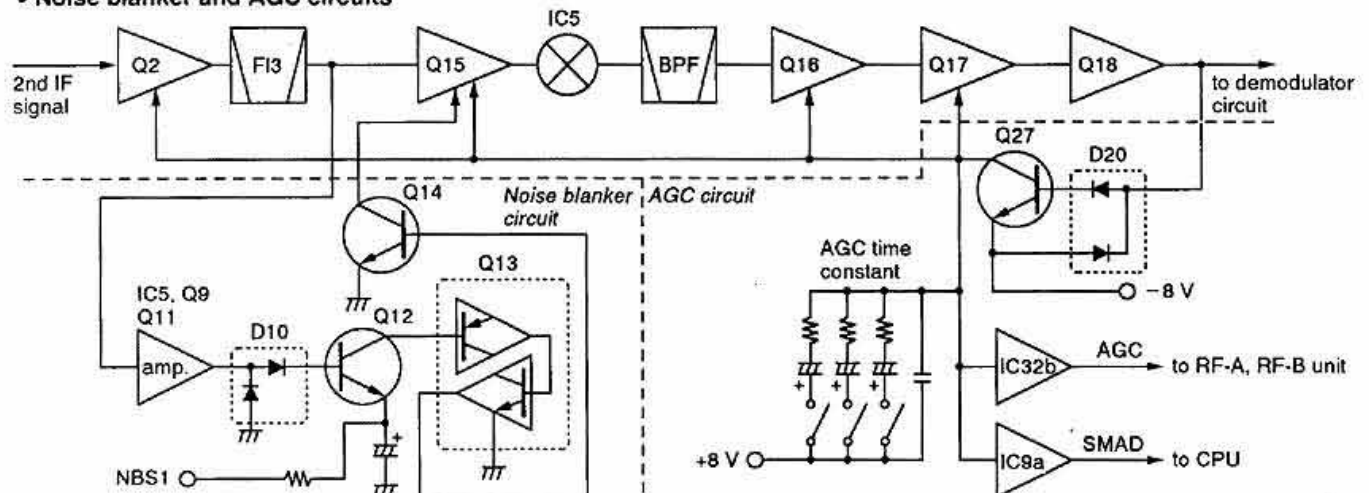 • Noise blanker and AGC circuits
IC5
Q2
FI3
Q15
BPF
Q16
Q17
Q18
2nd IF
signal
to demodulator
circuit
Q27
D20
Q14
Noise blanker
circuit
AGC circuit
Q13
AGC time
constant
−8 V
IC5, Q9
Q11
D10
Q12
amp.
+
+
+
+
IC32b
AGC
to RF-A, RF-B unit
NBS1
+8 V
IC9a
SMAD
to CPU